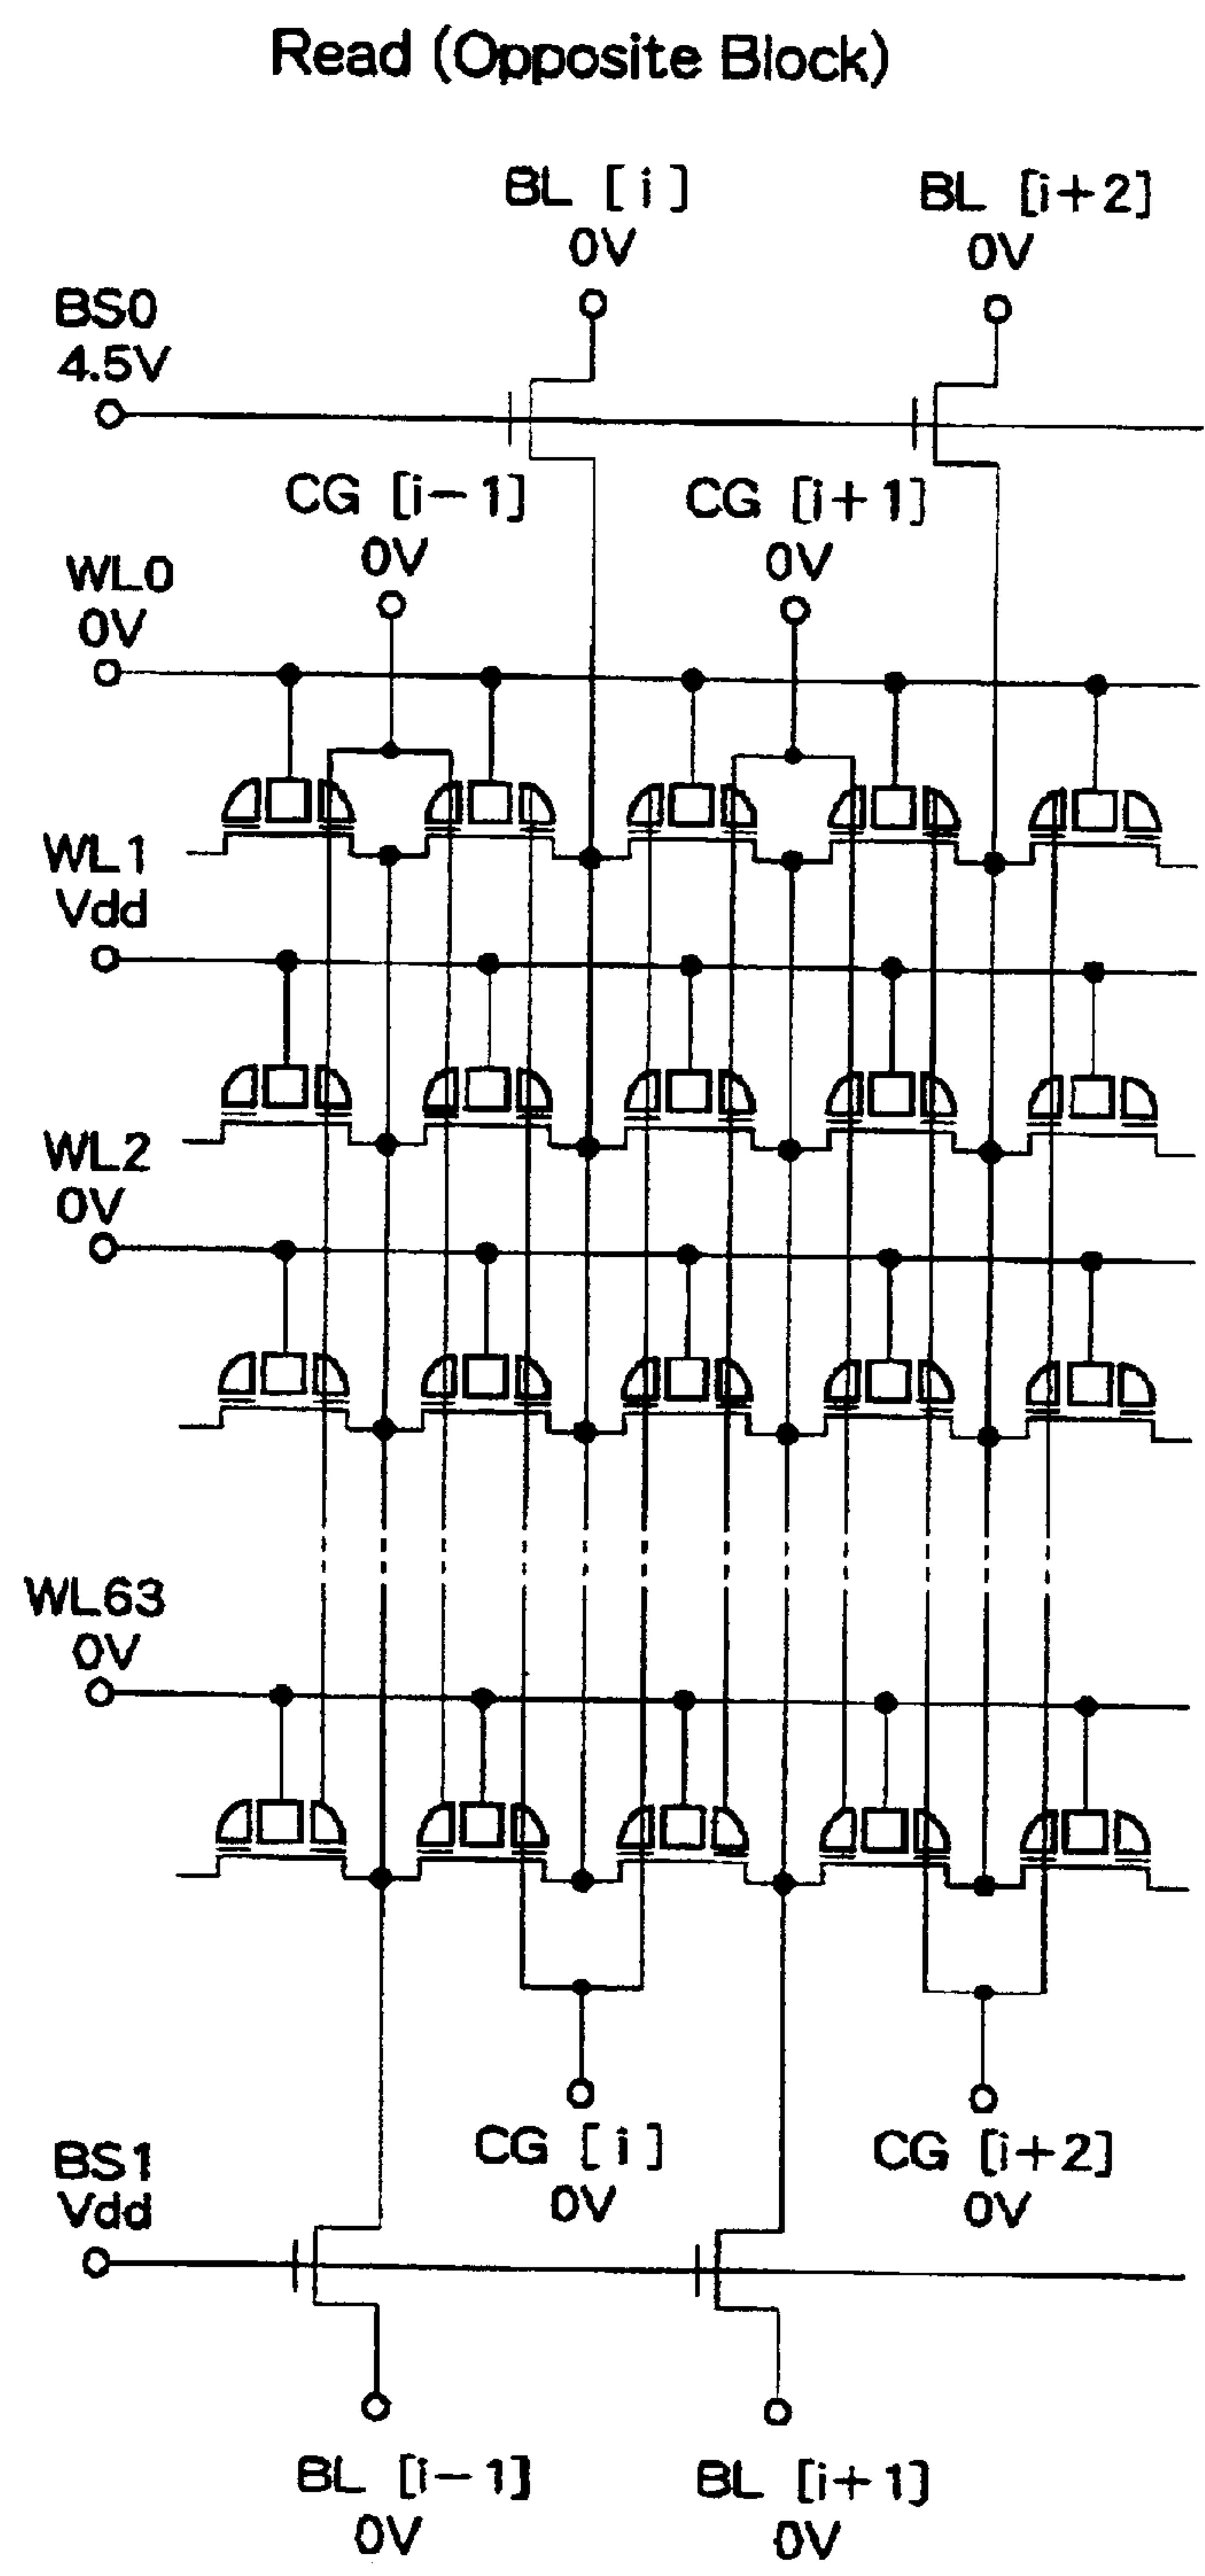 Read (Opposite Block)
BL [i]
0V
BL [i+2]
0V
BS0
4.5V
CG [i-1]
0V
CG [i+1]
0V
WL0
0V
WL1
Vdd
WL2
0V
WL63
0V
CG [i]
0V
CG [i+2]
0V
BS1
Vdd
BL [i-1]
0V
BL [i+1]
0V